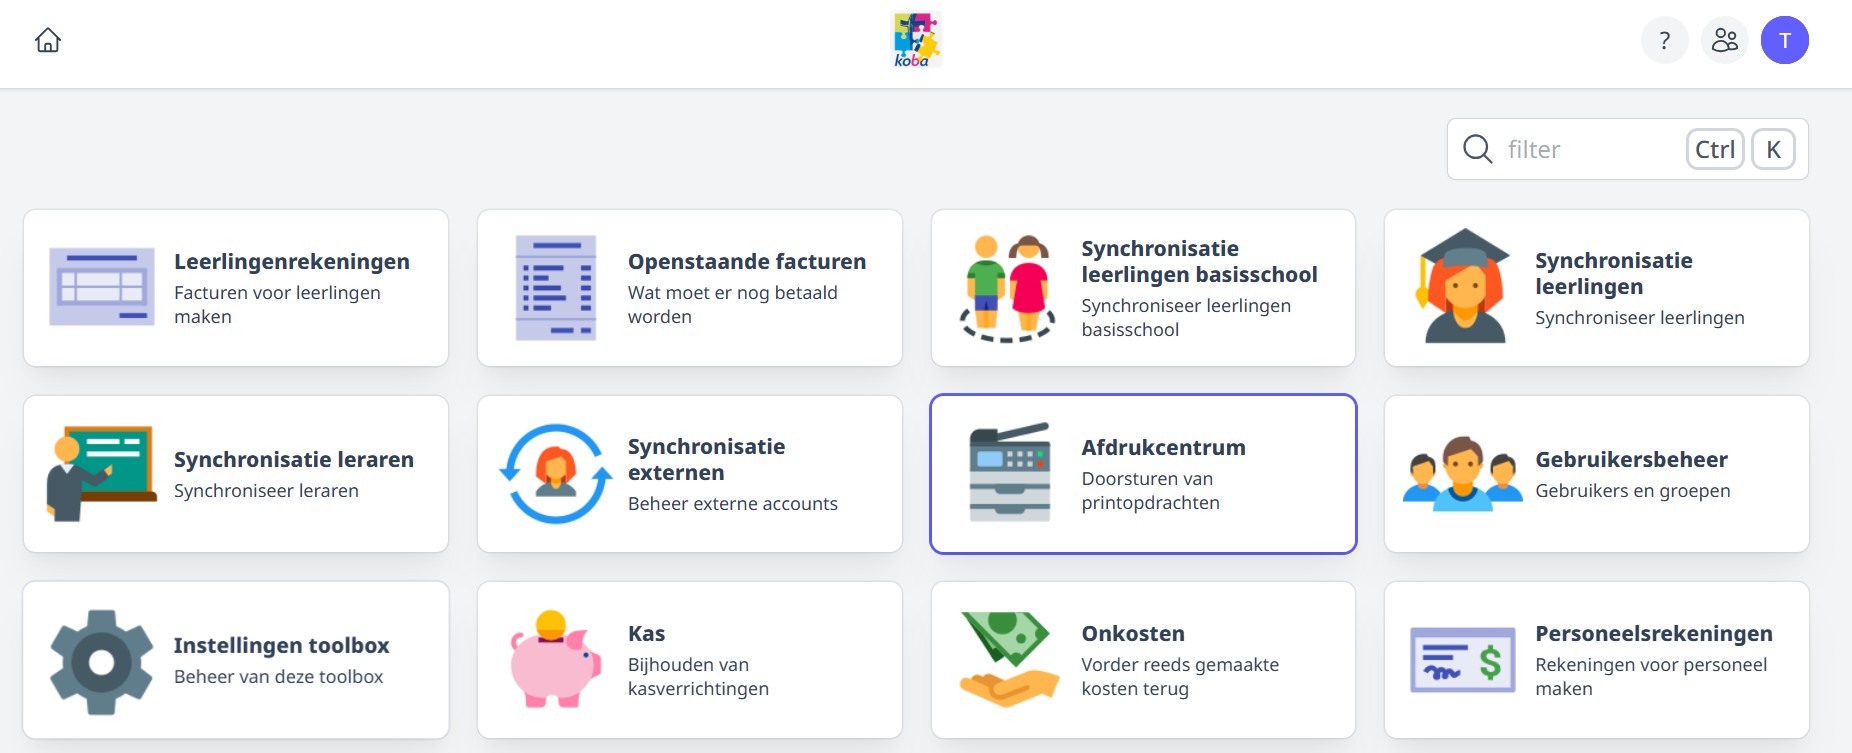 koba
?
T
filter
Ctrl
K
Leerlingenrekeningen
Facturen voor leerlingen
maken
Openstaande facturen
Wat moet er nog betaald
worden
Synchronisatie
leerlingen basisschool
Synchroniseer leerlingen
basisschool
Synchronisatie
leerlingen
Synchroniseer leerlingen
Synchronisatie leraren
Synchroniseer leraren
Synchronisatie
externen
Beheer externe accounts
Afdrukcentrum
Doorsturen van
printopdrachten
Gebruikersbeheer
Gebruikers en groepen
Instellingen toolbox
Beheer van deze toolbox
Kas
Bijhouden van
kasverrichtingen
Onkosten
Vorder reeds gemaakte
kosten terug
Personeelsrekeningen
Rekeningen voor personeel
maken